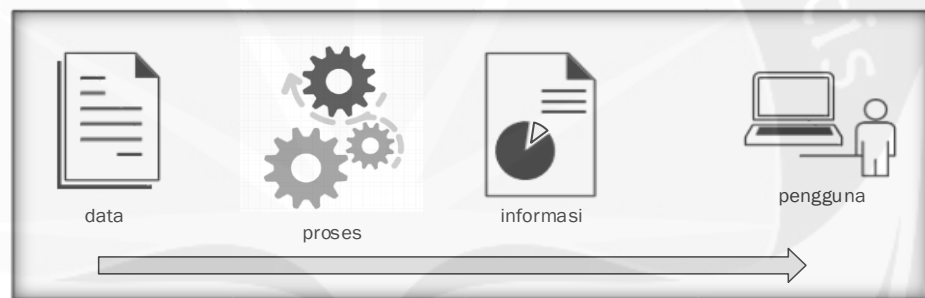 data
proses
informasi
pengguna